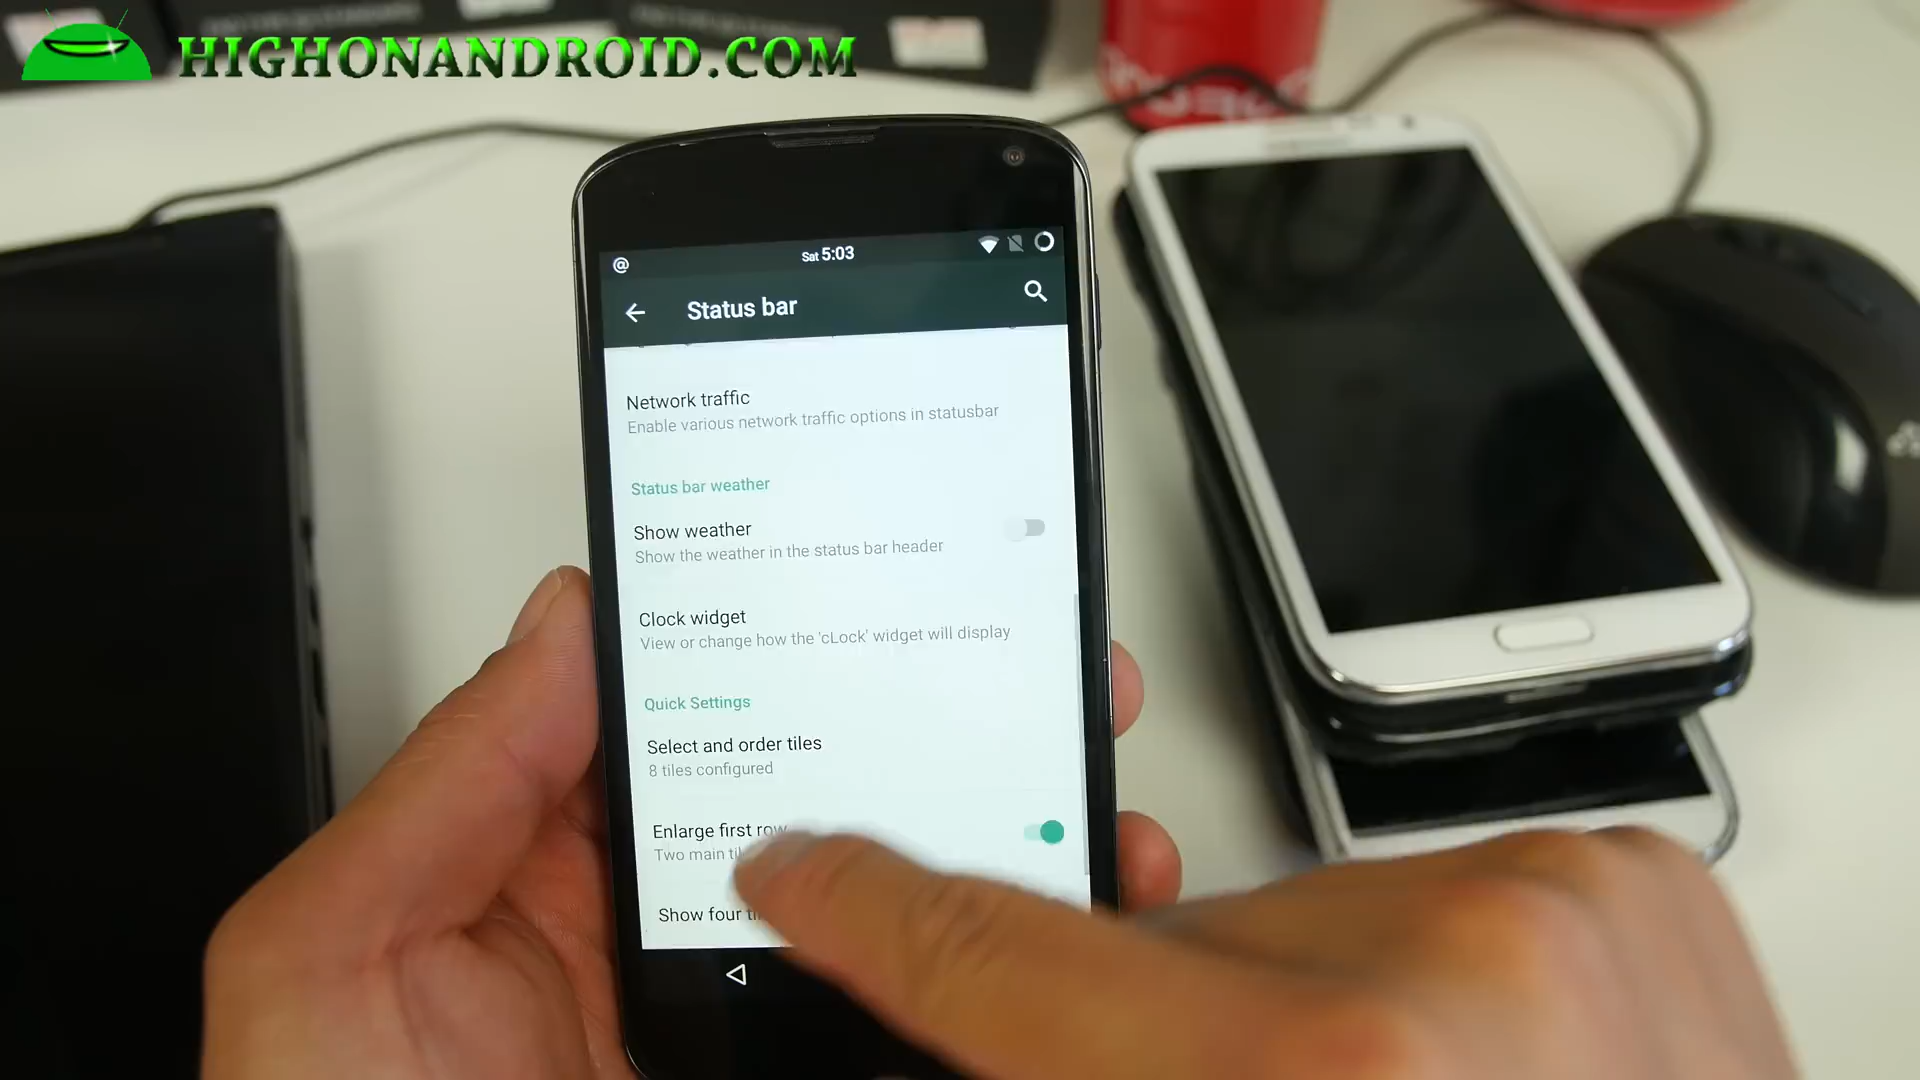 HIGHONANDROID.COM
@
Sat 5:03
Status bar
Network traffic
Enable various network traffic options in statusbar
Status bar weather
Show weather
Show the weather in the status bar header
Clock widget
View or change how the 'cLock' widget will display
Quick Settings
Select and order tiles
8 tiles configured
Enlarge first row
Two main
Show four